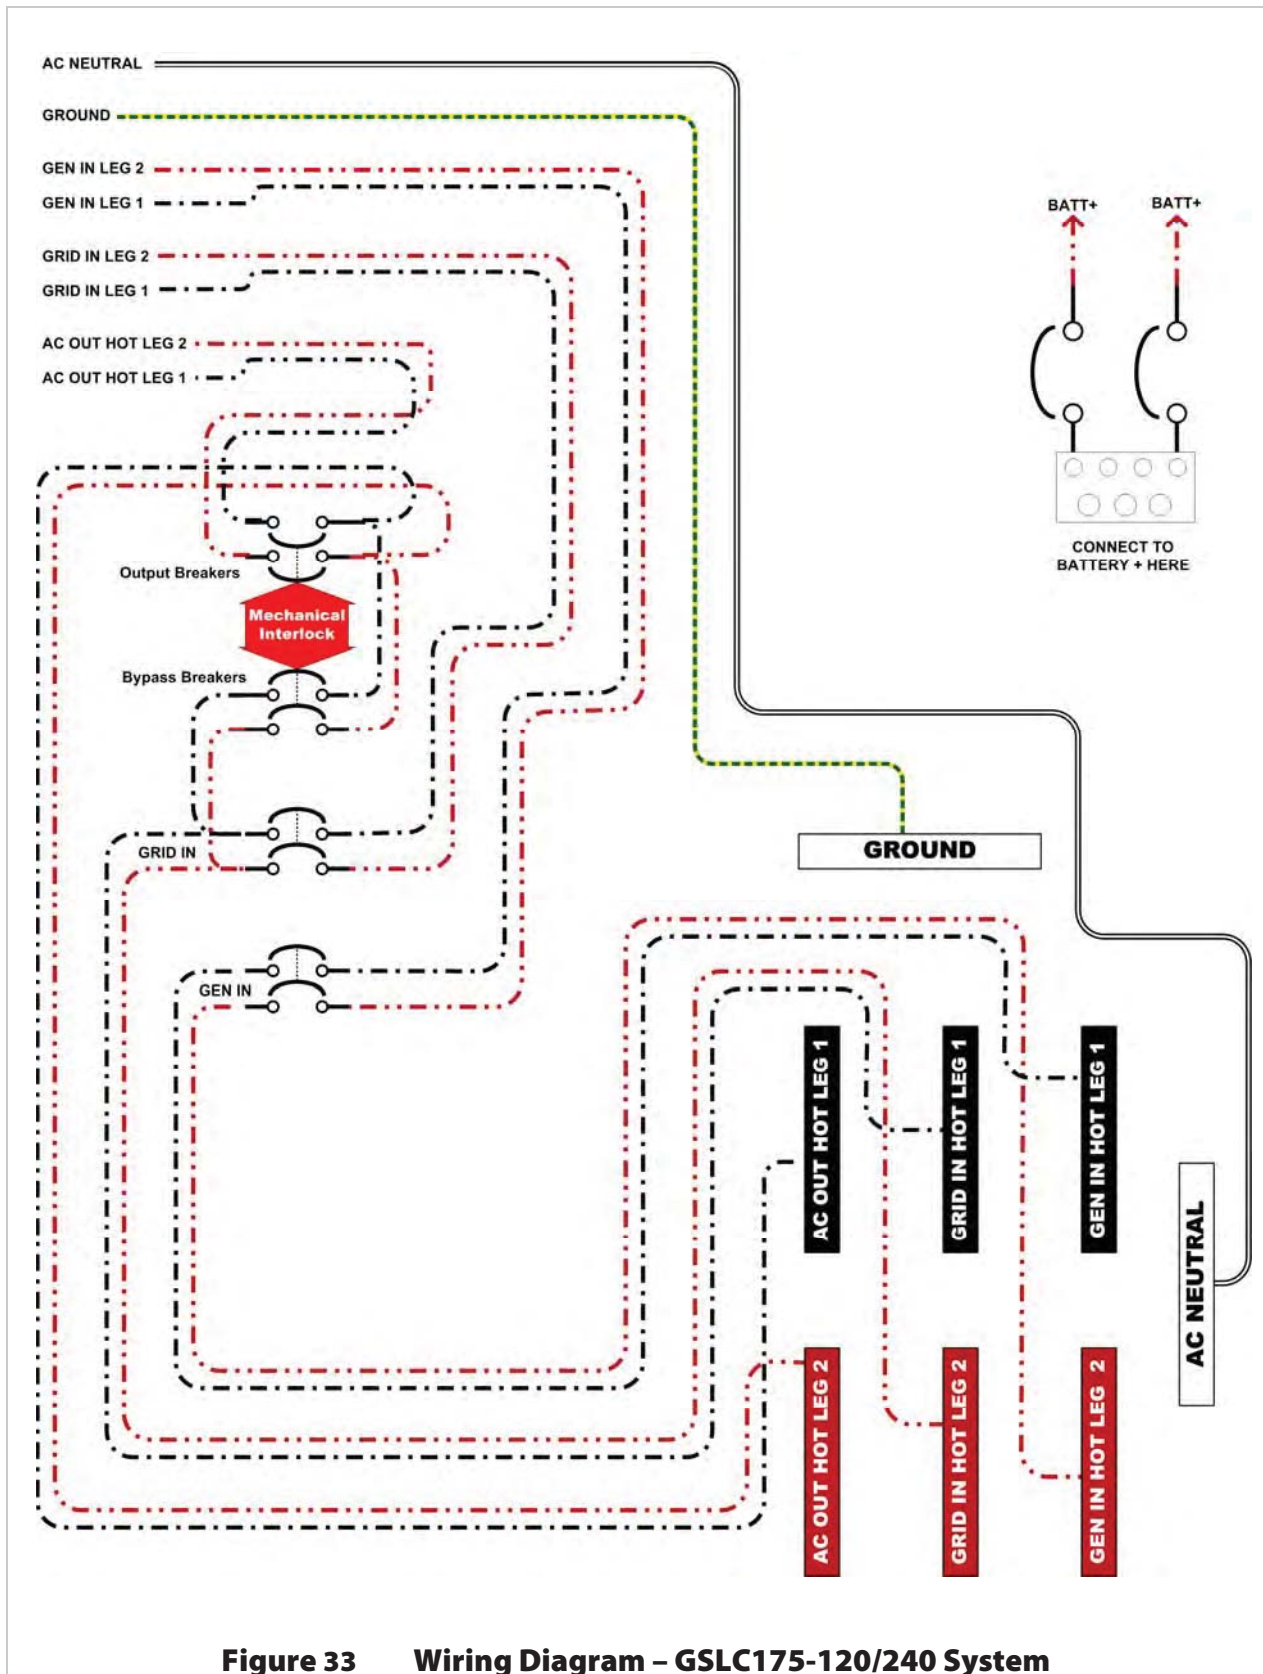 AC NEUTRAL
GROUND
GEN IN LEG 2
GEN IN LEG 1
GRID IN LEG 2
GRID IN LEG 1
AC OUT HOT LEG 2
AC OUT HOT LEG 1
BATT+
BATT+
CONNECT TO
BATTERY + HERE
Output Breakers
Mechanical
Interlock
Bypass Breakers
GRID IN
GEN IN
GROUND
AC OUT HOT LEG 1
GRID IN HOT LEG 1
GEN IN HOT LEG 1
AC NEUTRAL
AC OUT HOT LEG 2
GRID IN HOT LEG 2
GEN IN HOT LEG 2
Figure 33 Wiring Diagram – GSLC175-120/240 System